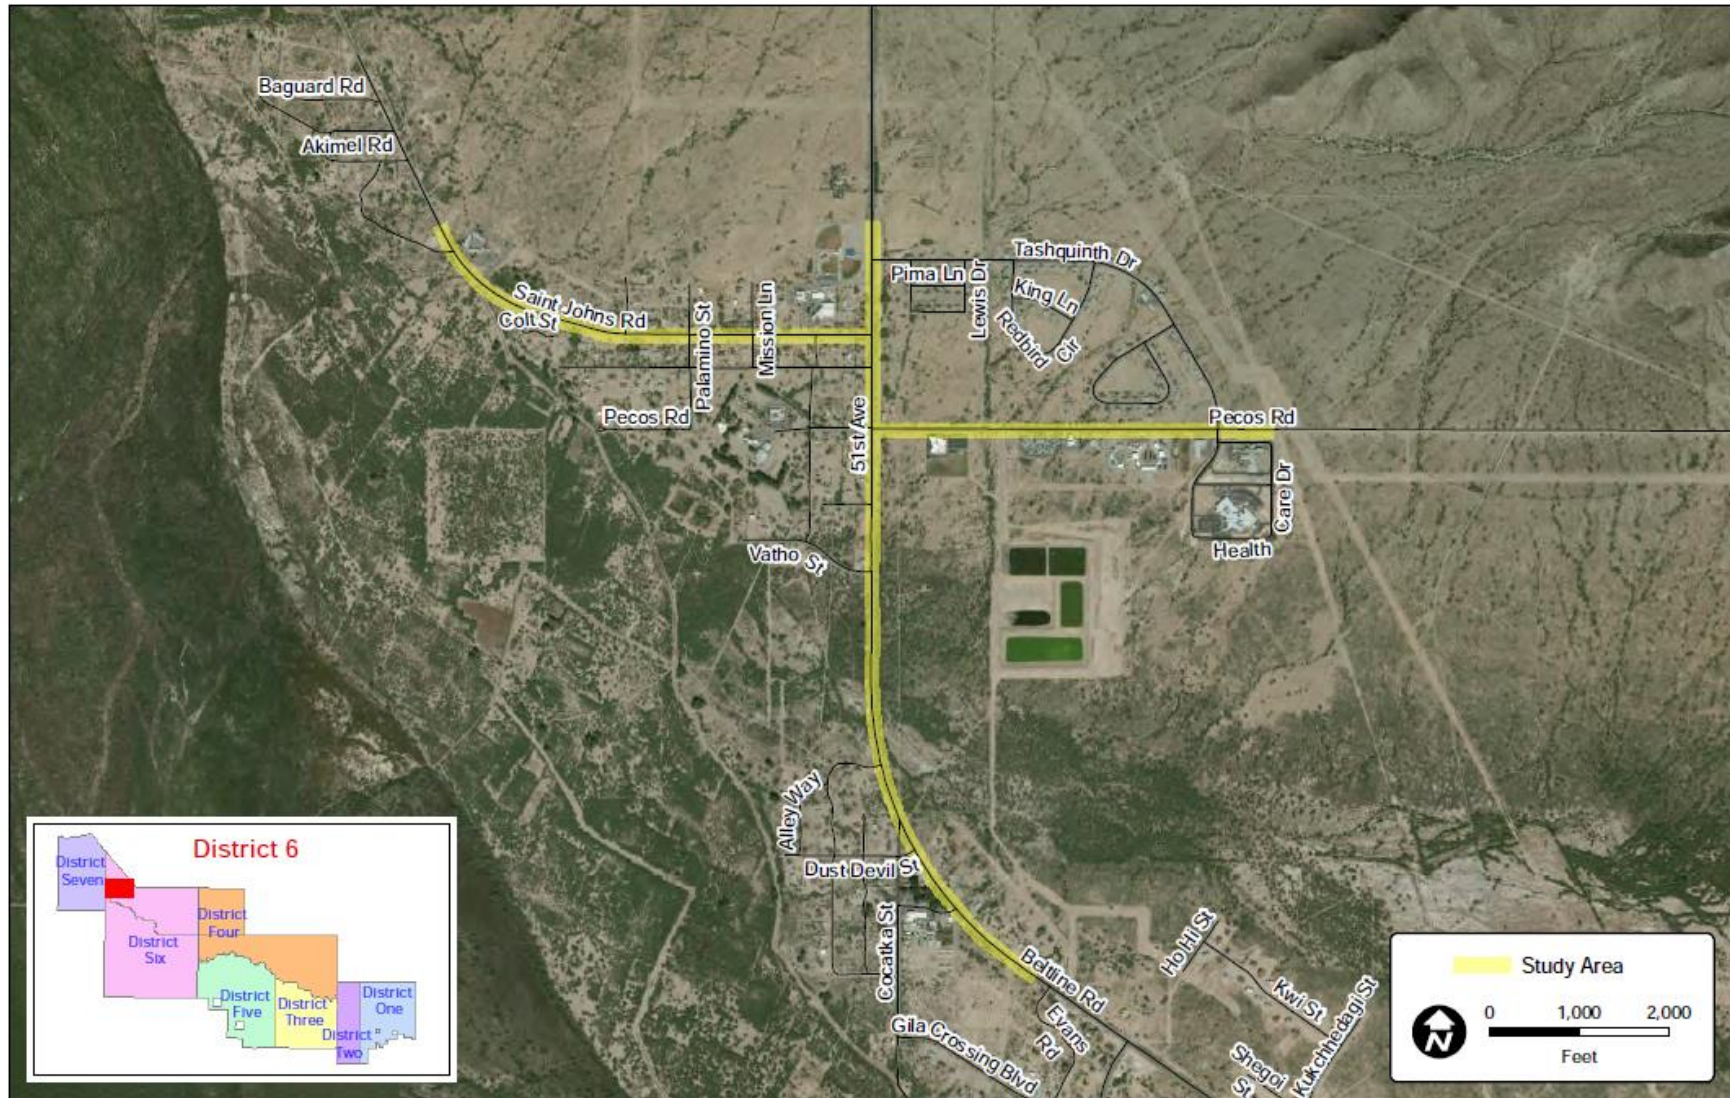 Baguard Rd
Akimel Rd
Tashquinth Dr
Pima Ln
Lewis Dr
King Ln
Redbird
Cir
Saint Johns Rd
Colt St
Palamino St
Mission Ln
Pecos Rd
51st Ave
Pecos Rd
Care Dr
Health
Vatho St
Alley Way
Dust Devil St
Cocatka St
Beltline Rd
Evans
Rd
Gila Crossing Blvd
Ho Hi St
Kwi St
Shegoi
St
Kukchhedagi St
District 6
District
Seven
District
Four
District
Six
District
Five
District
Three
District
Two
District
One
Study Area
N
0 1,000 2,000
Feet